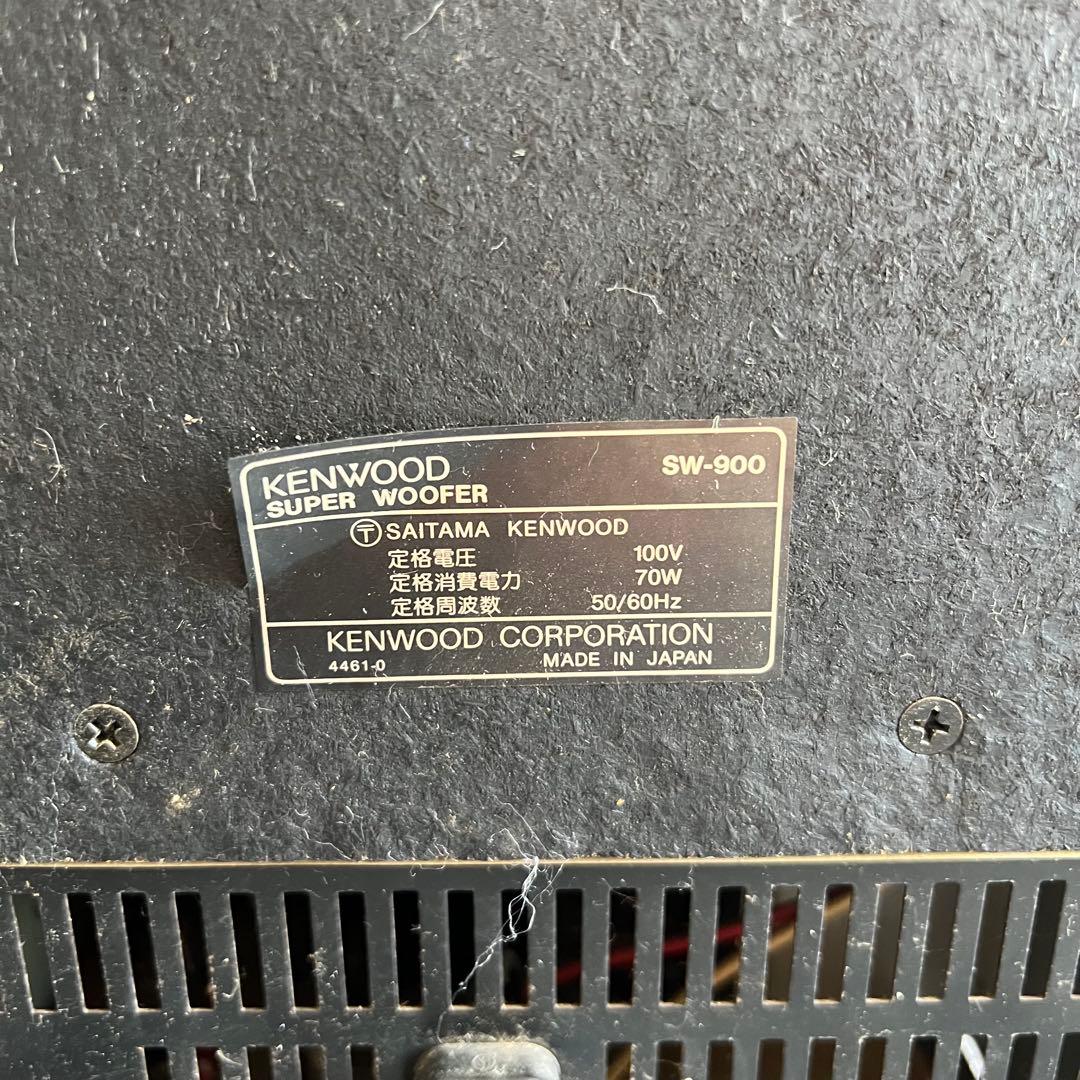 KENWOOD SW-900
SUPER WOOFER
〒 SAITAMA KENWOOD
定格電圧 100V
定格消費電力 70W
定格周波数 50/60Hz
KENWOOD CORPORATION
4461-0 MADE IN JAPAN